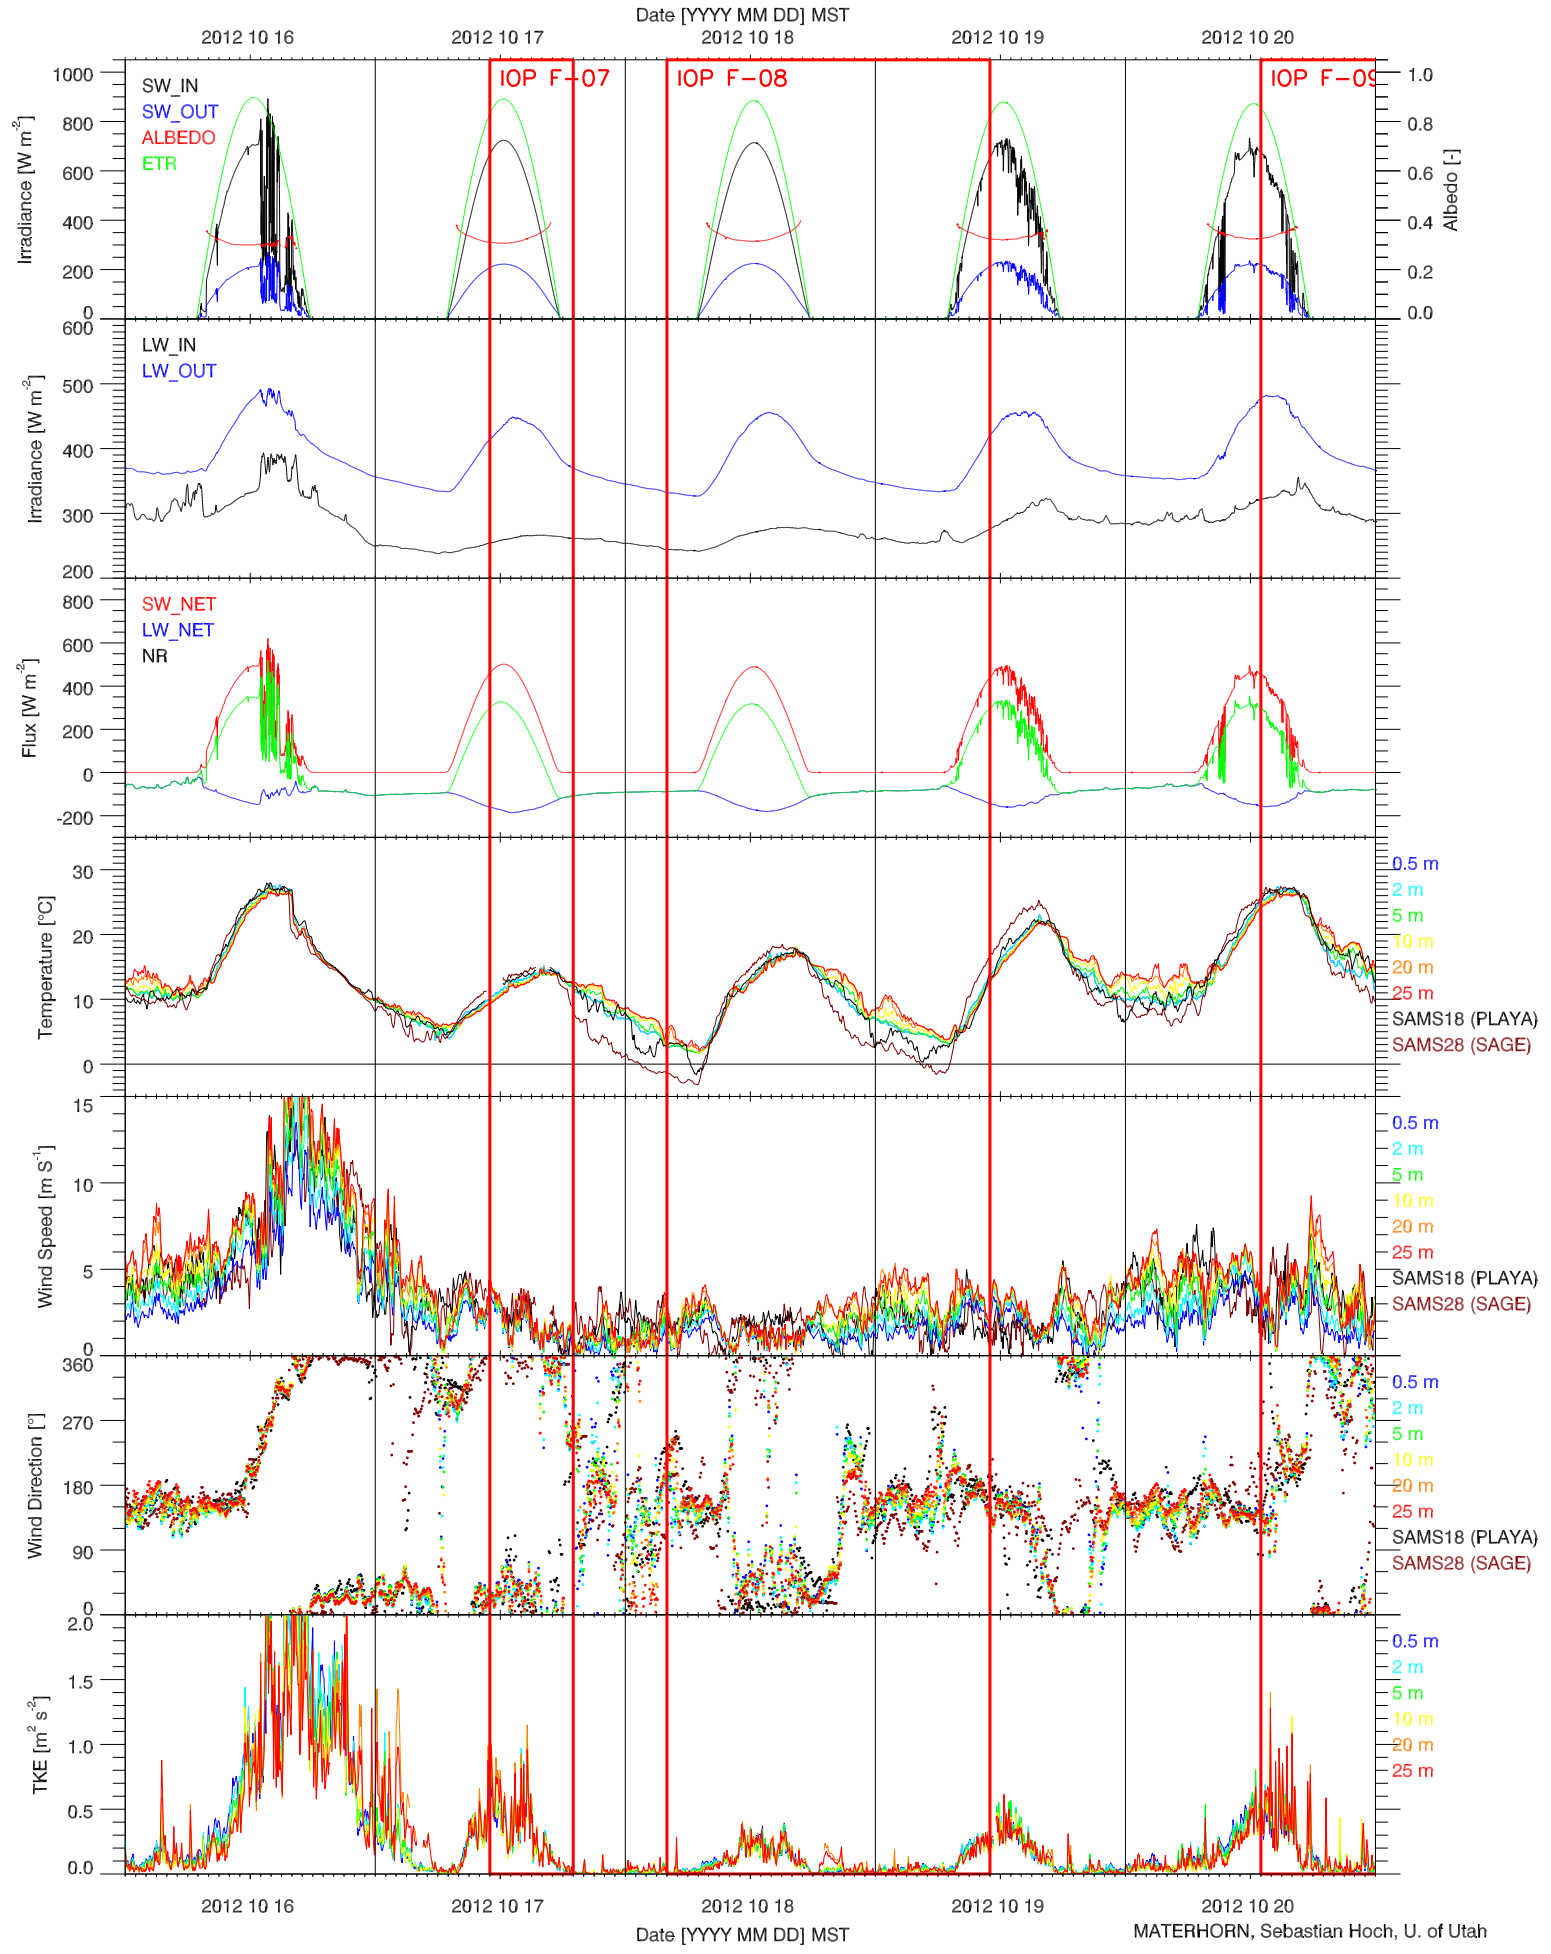 Date [YYYY MM DD] MST
2012 10 16 2012 10 17 2012 10 18 2012 10 19 2012 10 20
IOP F-07 IOP F-08 IOP F-09
SW_IN
SW_OUT
ALBEDO
ETR
Irradiance [W m-2]
1000
800
600
400
200
0
Albedo [-]
1.0
0.8
0.6
0.4
0.2
0.0
LW_IN
LW_OUT
Irradiance [W m-2]
600
500
400
300
200
SW_NET
LW_NET
NR
Flux [W m-2]
800
600
400
200
0
-200
Temperature [°C]
30
20
10
0
0.5 m
2 m
5 m
10 m
20 m
25 m
SAMS18 (PLAYA)
SAMS28 (SAGE)
Wind Speed [m s-1]
15
10
5
0
0.5 m
2 m
5 m
10 m
20 m
25 m
SAMS18 (PLAYA)
SAMS28 (SAGE)
Wind Direction [°]
360
270
180
90
0
0.5 m
2 m
5 m
10 m
20 m
25 m
SAMS18 (PLAYA)
SAMS28 (SAGE)
TKE [m2 s-2]
2.0
1.5
1.0
0.5
0.0
0.5 m
2 m
5 m
10 m
20 m
25 m
2012 10 16 2012 10 17 2012 10 18 2012 10 19 2012 10 20
Date [YYYY MM DD] MST
MATERHORN, Sebastian Hoch, U. of Utah